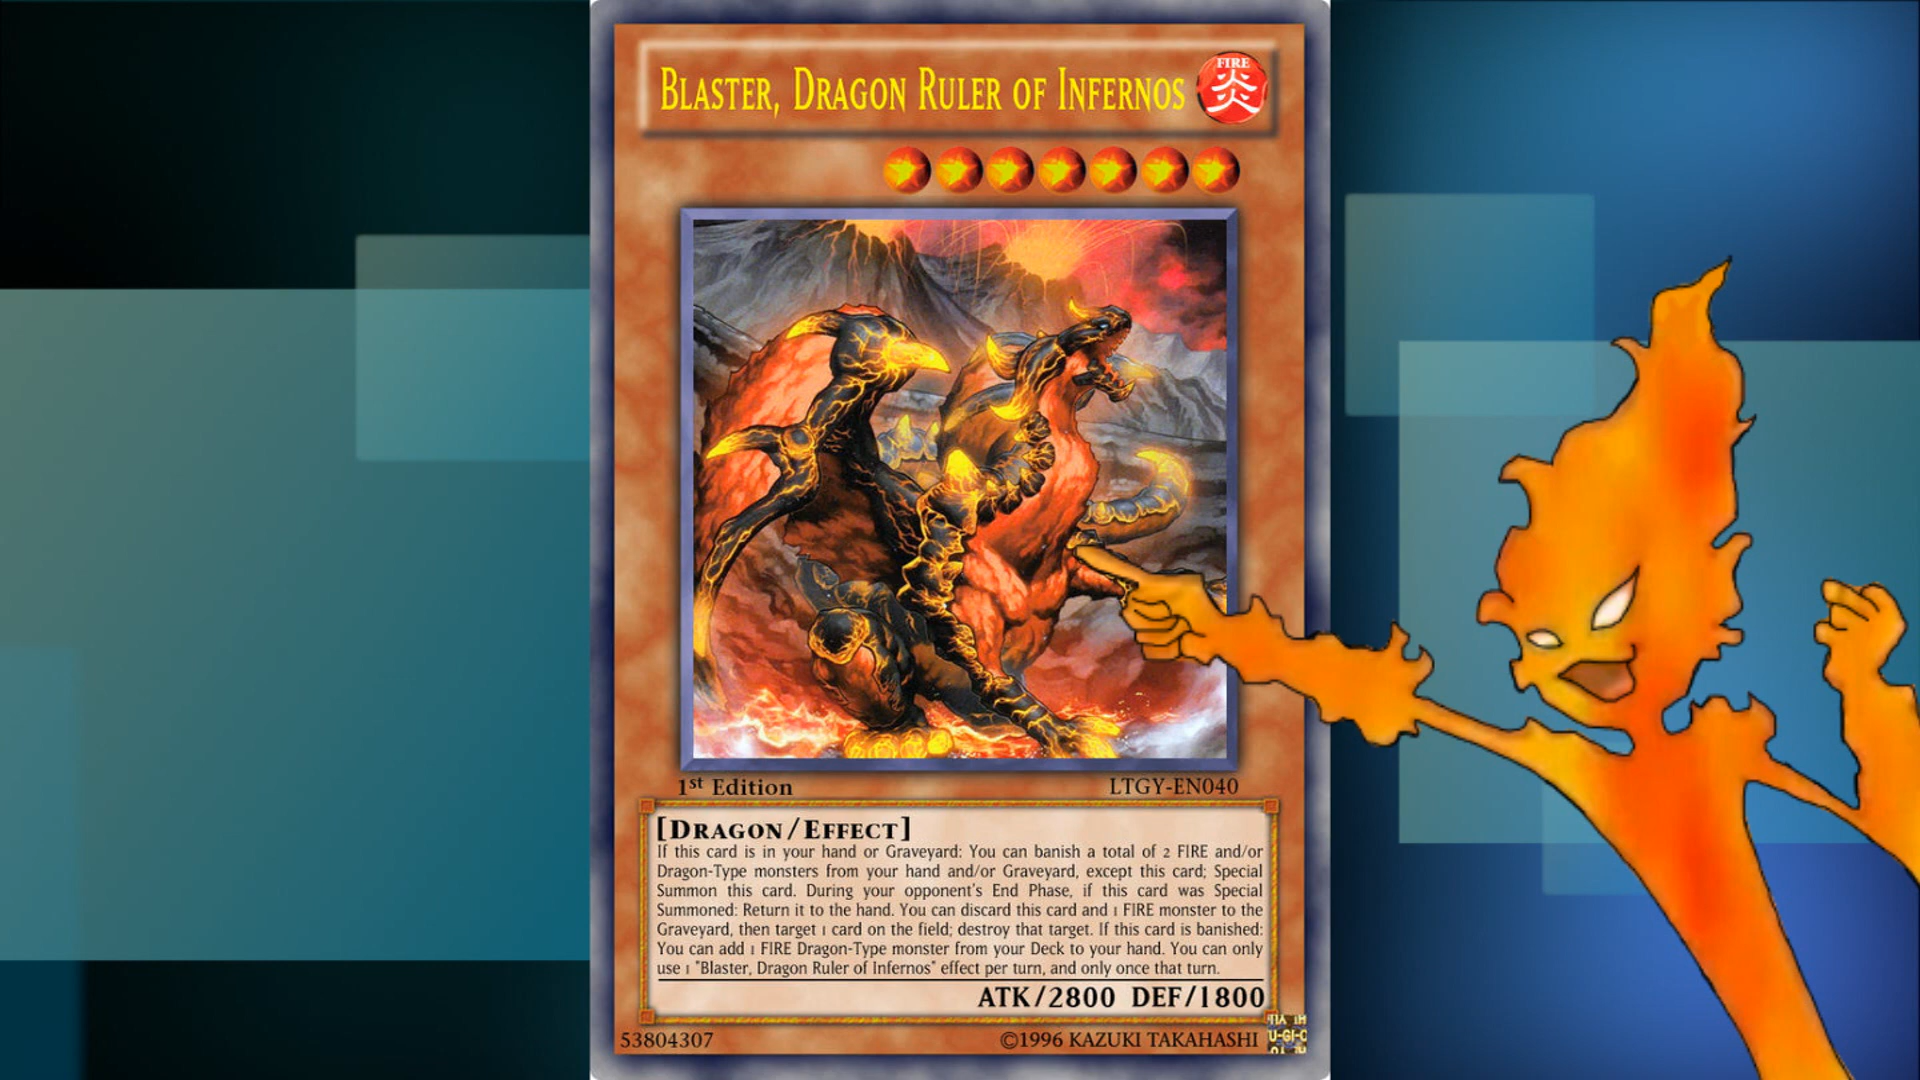 Blaster, Dragon Ruler of Infernos
FIRE
炎
1st Edition
LTGY-EN040
[Dragon/Effect]
If this card is in your hand or Graveyard: You can banish a total of 2 FIRE and/or
Dragon-Type monsters from your hand and/or Graveyard, except this card; Special
Summon this card. During your opponent's End Phase, if this card was Special
Summoned: Return it to the hand. You can discard this card and 1 FIRE monster to the
Graveyard, then target 1 card on the field; destroy that target. If this card is banished:
You can add 1 FIRE Dragon-Type monster from your Deck to your hand. You can only
use 1 "Blaster, Dragon Ruler of Infernos" effect per turn, and only once that turn.
ATK/2800 DEF/1800
53804307
©1996 KAZUKI TAKAHASHI